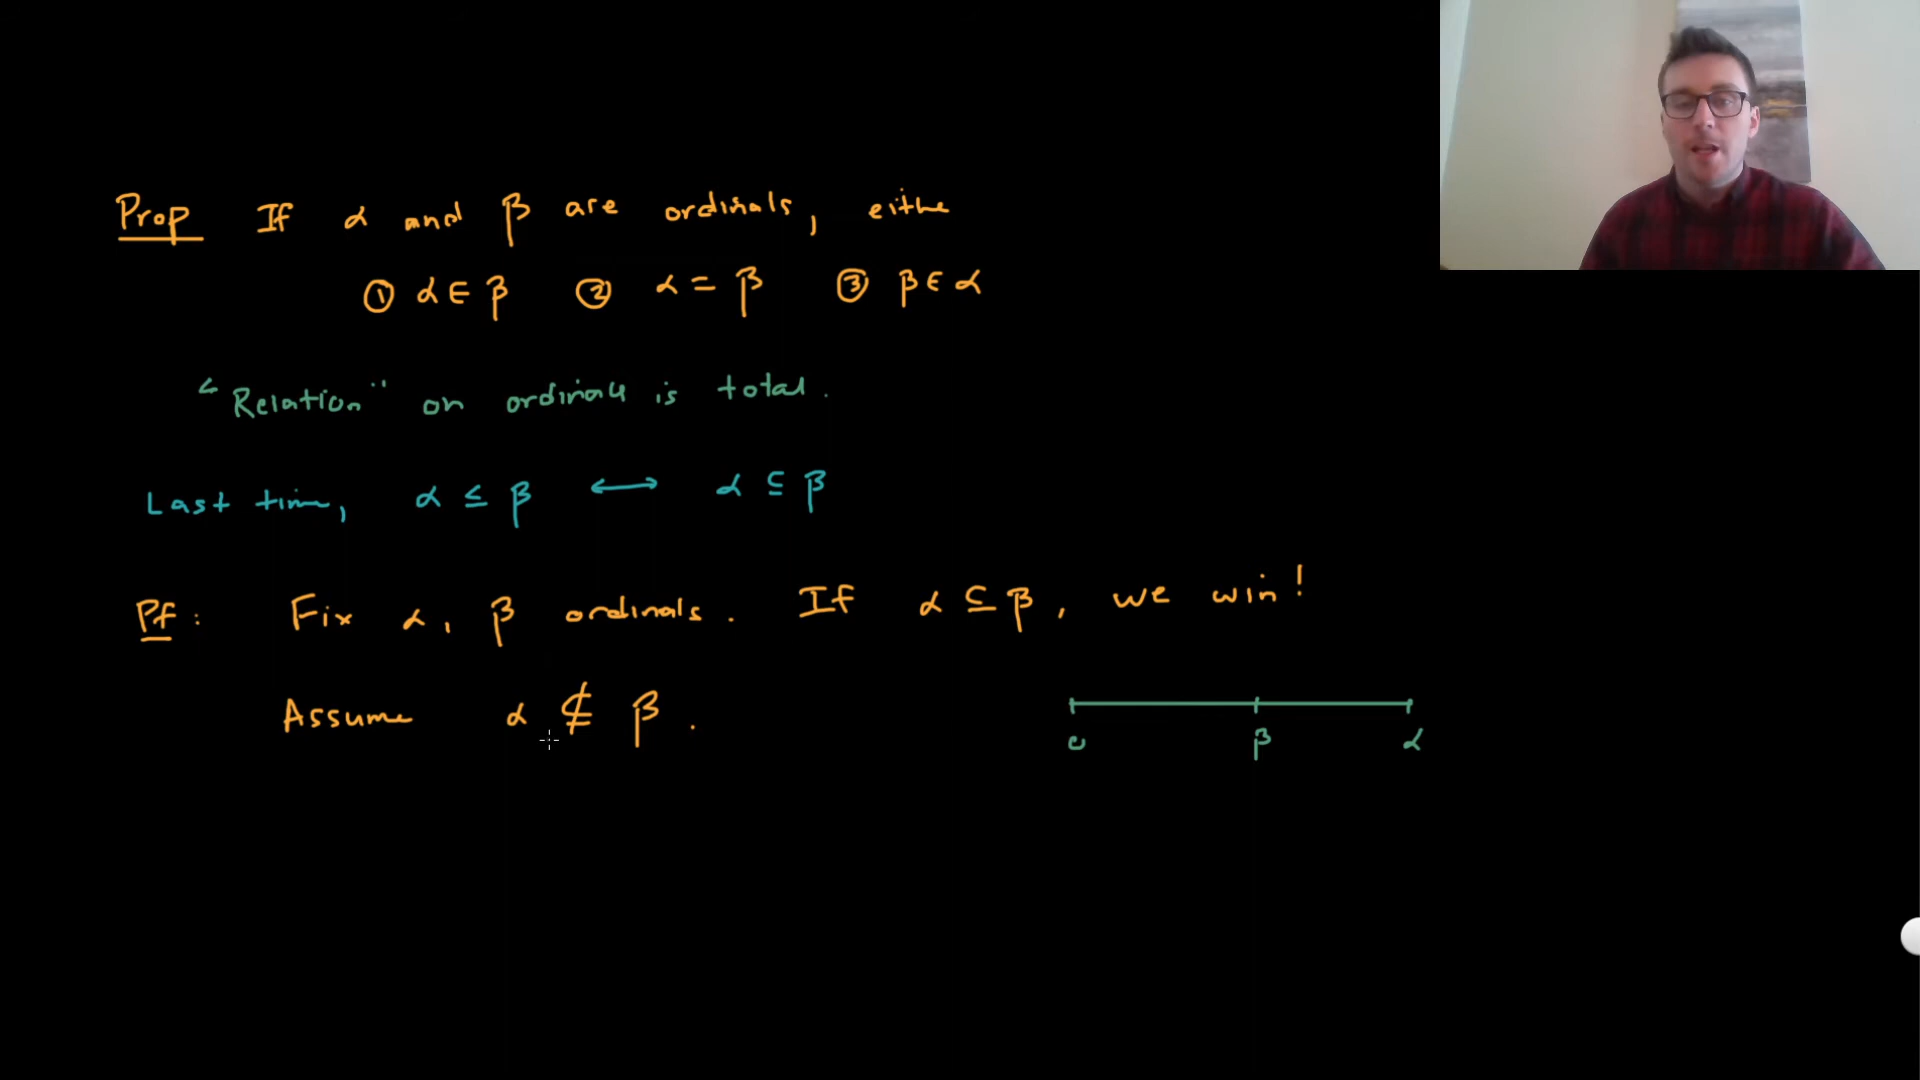 Prop If α and β are ordinals, eithe
① α ∈ β ② α = β ③ β ∈ α
"Relation" on ordinals is total.
Last time, α ≤ β ⟷ α ⊆ β
Pf: Fix α, β ordinals. If α ⊆ β, we win!
Assume α ⊈ β.
0 β α